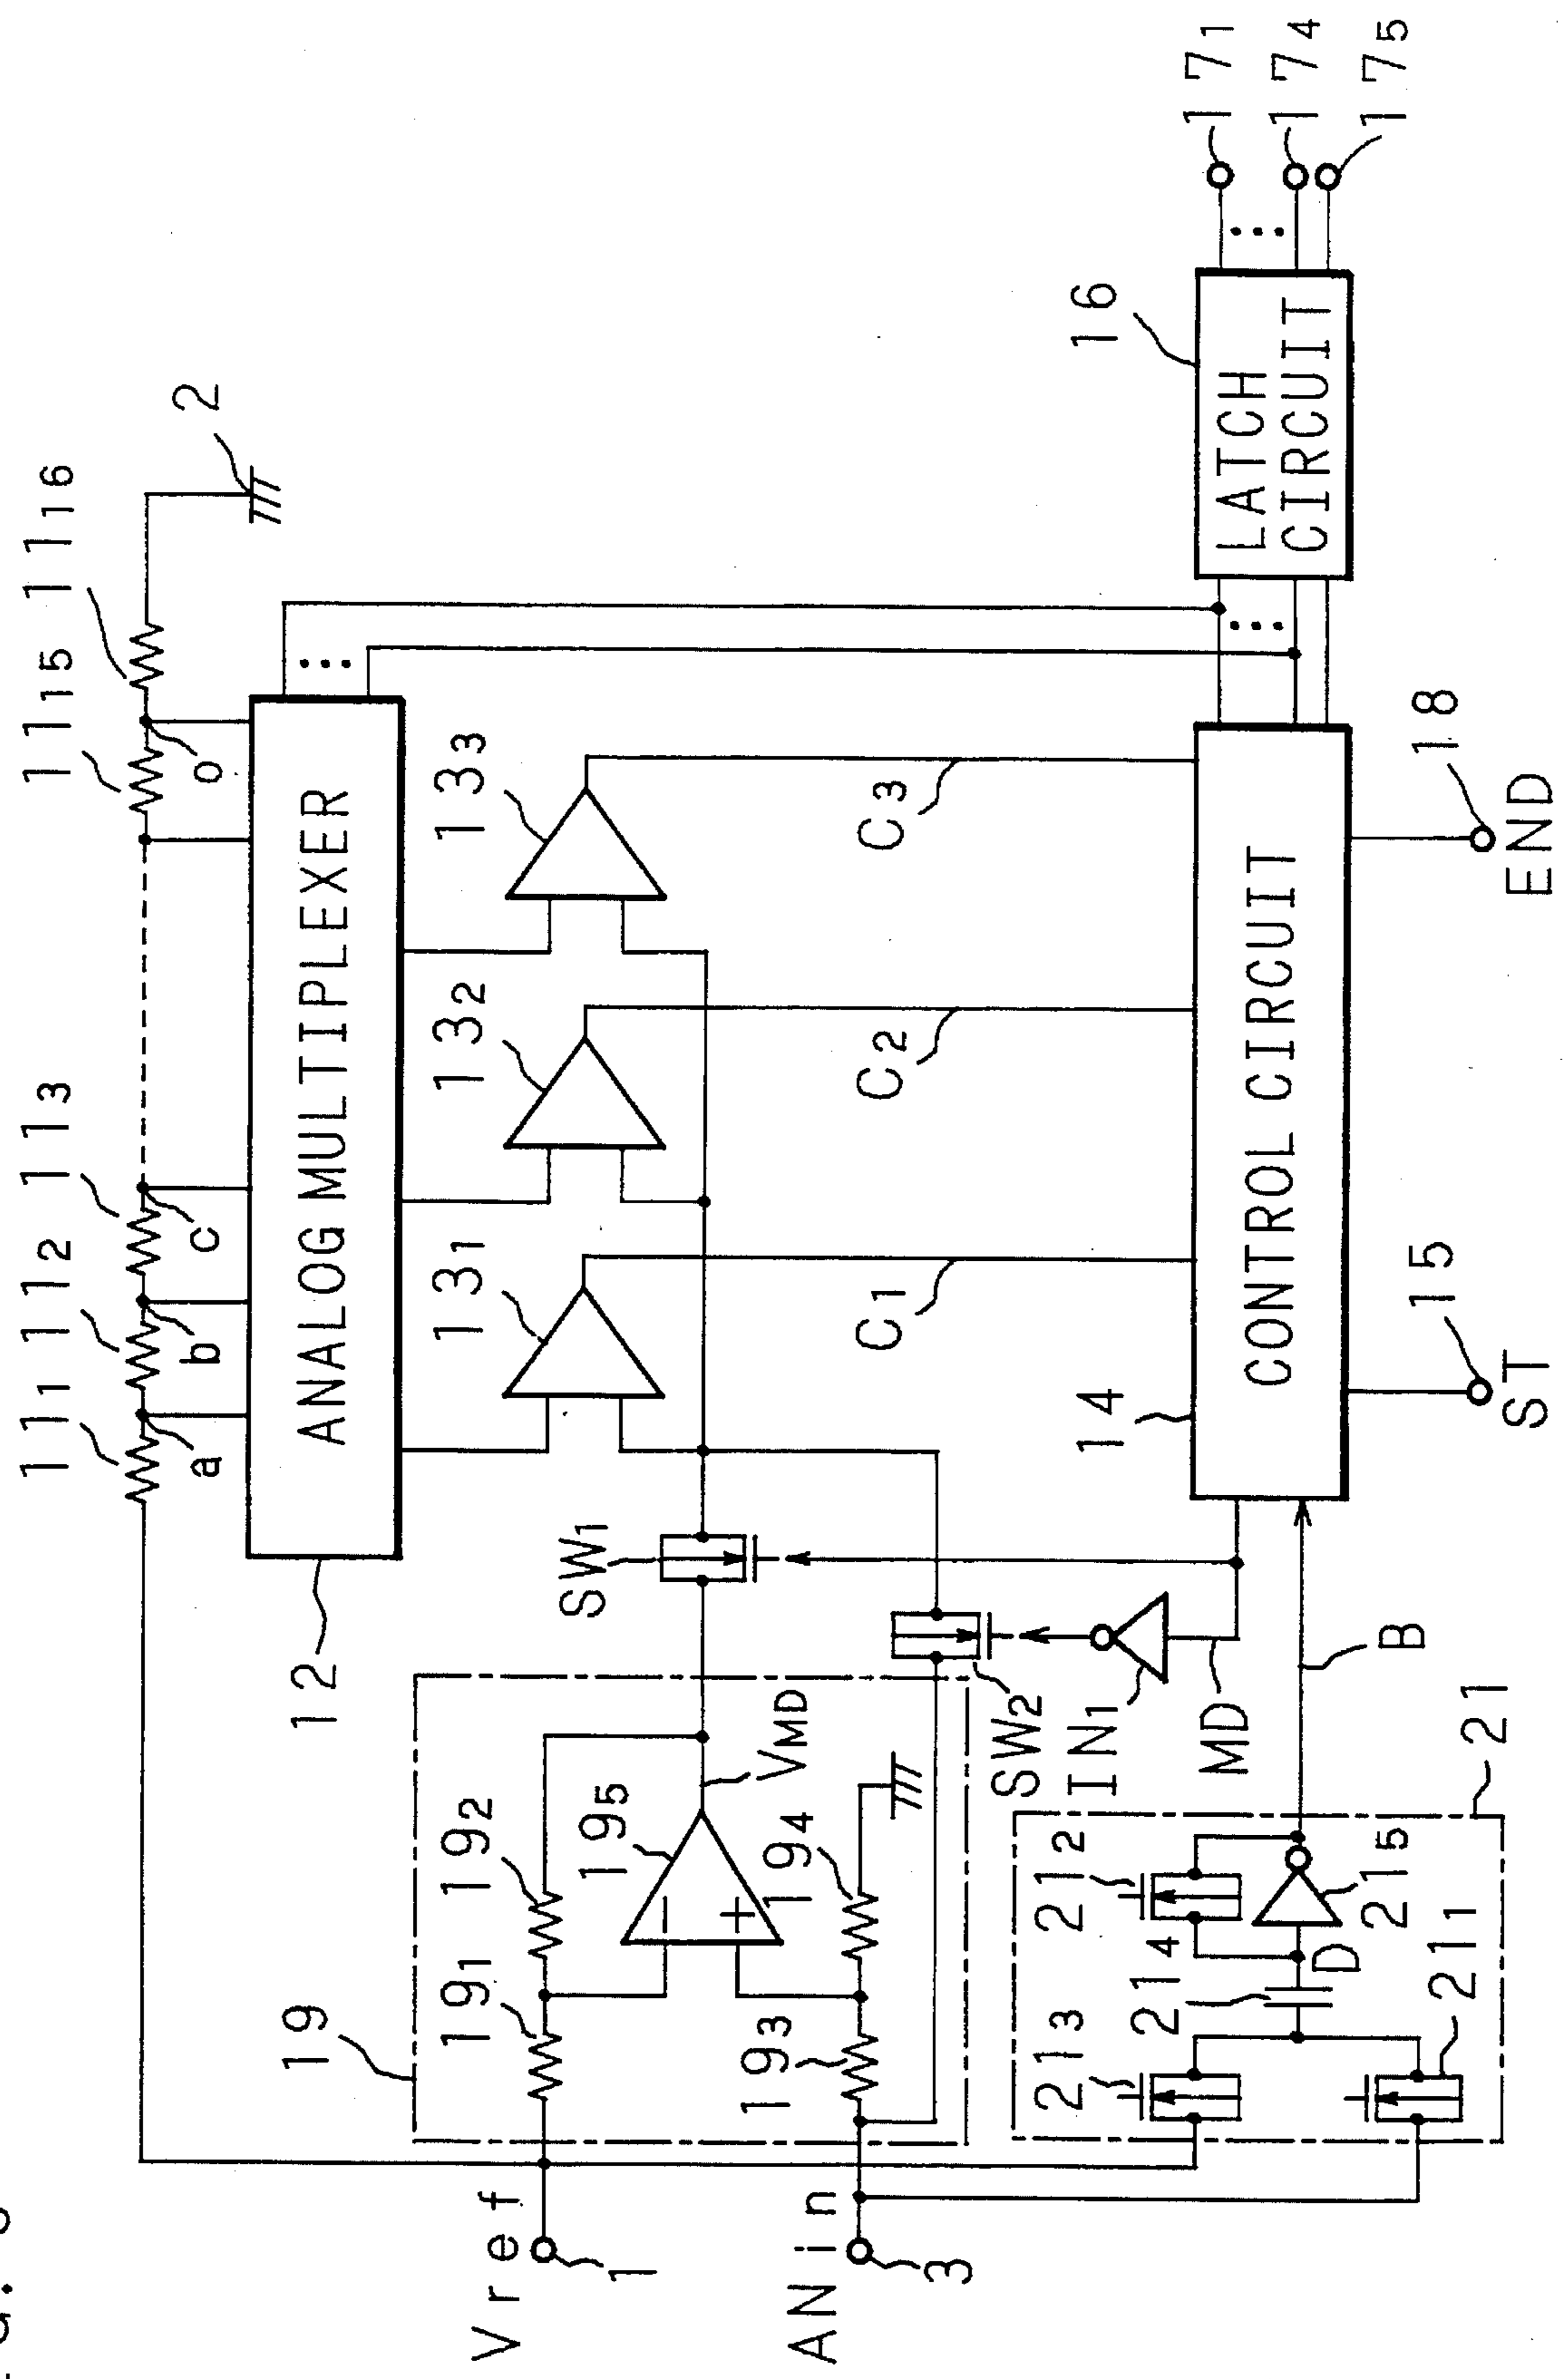 11₁ 11₂ 11₃ 11₁₅ 11₁₆
a b c o 2
12
ANALOG MULTIPLEXER
19
19₁ 19₂
SW₁
13₁ 13₂ 13₃
Vref
1
−
+
19₅
VMD
19₃ 19₄
ANin
3
SW₂
IN₁
MD
C₁ C₂ C₃
21₃ 21₂
21₄
21₅
D
21₁
21
B
14
CONTROL CIRCUIT
16
LATCH
CIRCUIT
17₁
17₄
17₅
15
ST
18
END